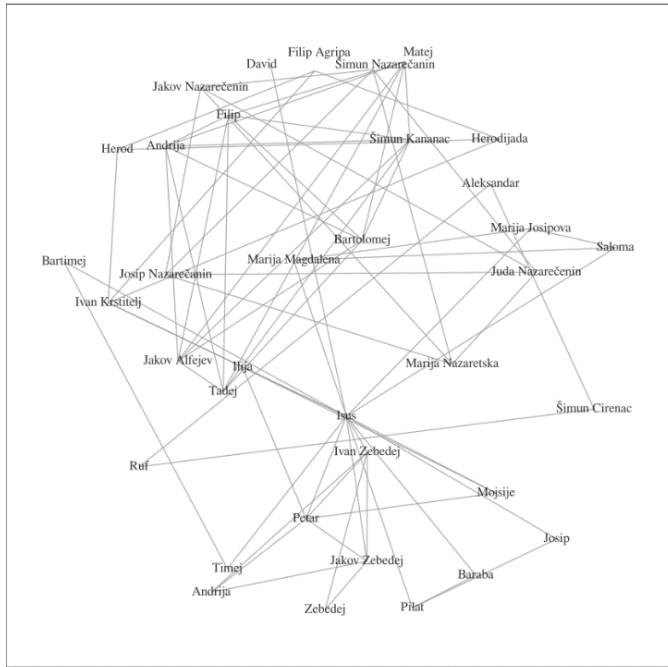 Matej
Filip Agripa
David
Šimun Nazarečanin
Jakov Nazarečenin
Filip
Herod
Andrija
Šimun Kananac
Herodijada
Aleksandar
Marija Josipova
Bartolomej
Saloma
Bartimej
Marija Magdalena
Josip Nazarečanin
Juda Nazarečenin
Ivan Krstitelj
Jakov Alfejev
Ilija
Marija Nazaretska
Tadej
Isus
Šimun Cirenac
Ivan Zebedej
Ruf
Mojsije
Petar
Josip
Timej
Jakov Zebedej
Baraba
Andrija
Zebedej
Pilat